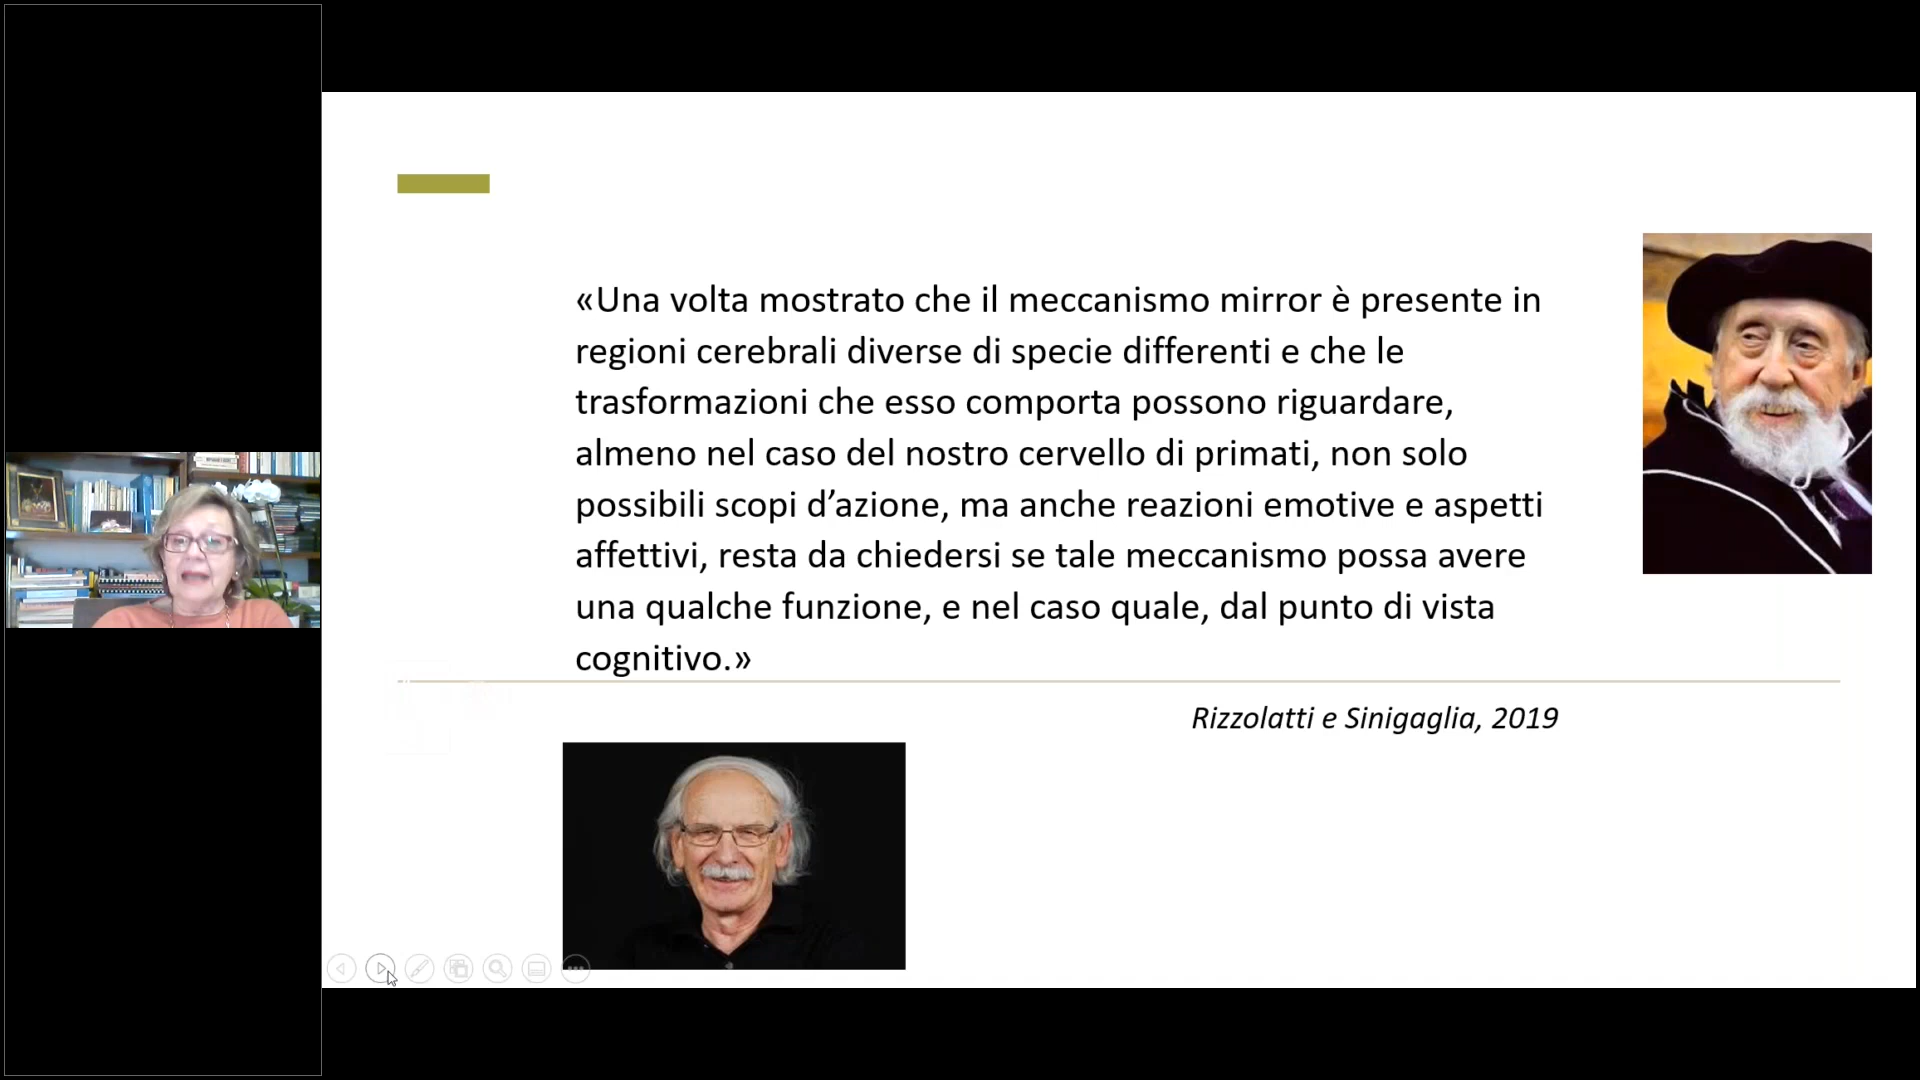 «Una volta mostrato che il meccanismo mirror è presente in
regioni cerebrali diverse di specie differenti e che le
trasformazioni che esso comporta possono riguardare,
almeno nel caso del nostro cervello di primati, non solo
possibili scopi d’azione, ma anche reazioni emotive e aspetti
affettivi, resta da chiedersi se tale meccanismo possa avere
una qualche funzione, e nel caso quale, dal punto di vista
cognitivo.»
Rizzolatti e Sinigaglia, 2019